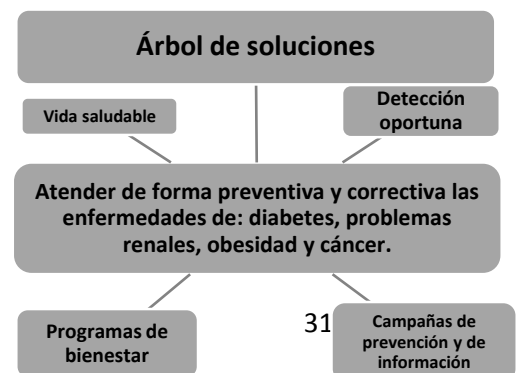 Árbol de soluciones
Vida saludable
Detección
oportuna
Atender de forma preventiva y correctiva las
enfermedades de: diabetes, problemas
renales, obesidad y cáncer.
Programas de
bienestar
31
Campañas de
prevención y de
información